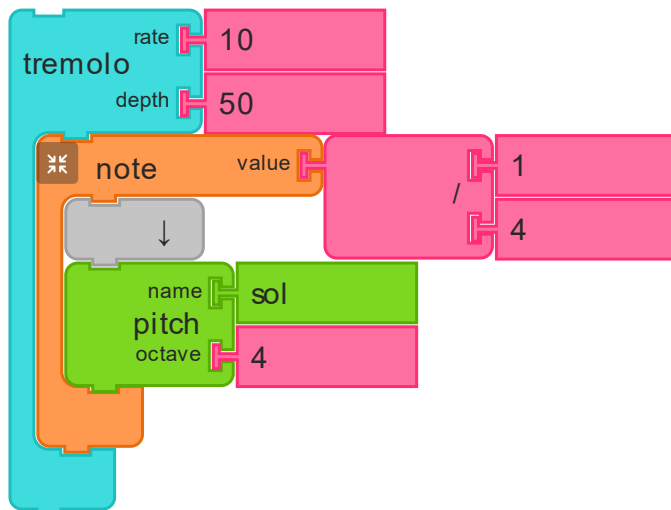 rate 10
tremolo
depth 50
note value 1
/
4
↓
name sol
pitch
octave 4